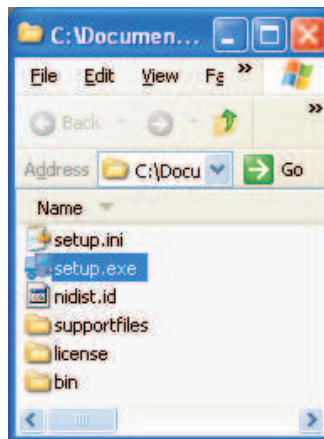 C:\Documen...
File Edit View Fa »
Back »
Address C:\Docu Go
Name
setup.ini
setup.exe
nidist.id
supportfiles
license
bin